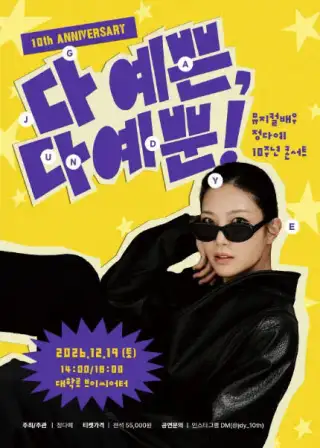 10th ANNIVERSARY
다 예쁜,
다예뿐!
J U N G D A Y E
뮤지컬배우
정다예
10주년 콘서트
2026.12.19 (토)
14:00/18:00
대학로 브이씨어터
주최/주관 | 정다예 티켓가격 | 전석 55,000원 공연문의 | 인스타그램 DM(@jdy_10th)